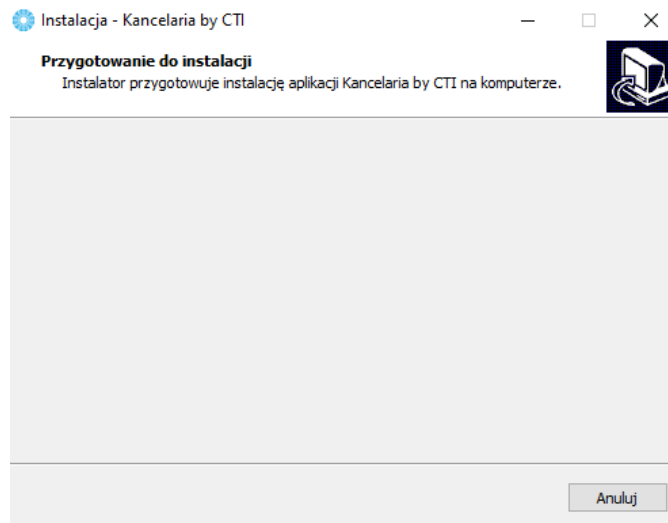 Instalacja - Kancelaria by CTI
Przygotowanie do instalacji
Instalator przygotowuje instalację aplikacji Kancelaria by CTI na komputerze.
Anuluj